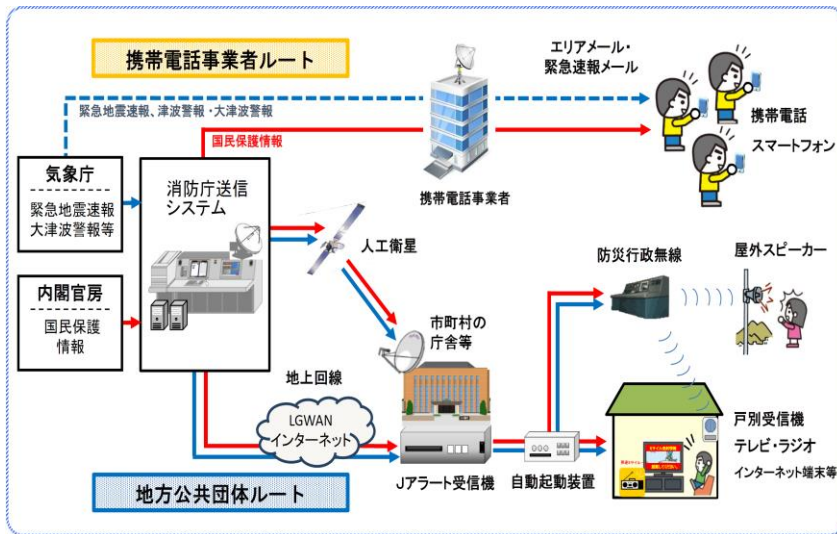 携帯電話事業者ルート
エリアメール・
緊急速報メール
緊急地震速報、津波警報・大津波警報
国民保護情報
携帯電話
スマートフォン
携帯電話事業者
気象庁
緊急地震速報
大津波警報等
消防庁送信
システム
人工衛星
内閣官房
国民保護
情報
防災行政無線
屋外スピーカー
市町村の
庁舎等
地上回線
LGWAN
インターネット
Jアラート受信機
自動起動装置
戸別受信機
テレビ・ラジオ
インターネット端末等
地方公共団体ルート